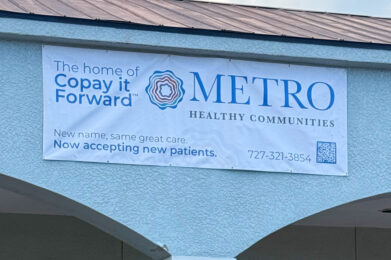 The home of
Copay it
Forward™
METRO
HEALTHY COMMUNITIES
New name, same great care.
Now accepting new patients.
727-321-3854